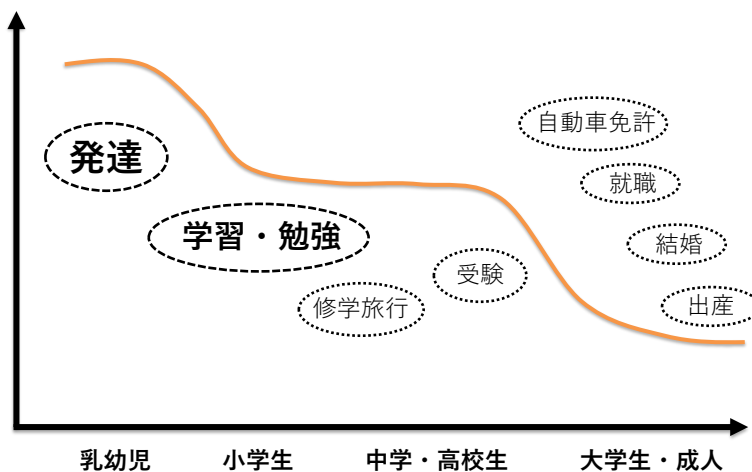 自動車免許
発達
就職
学習・勉強
結婚
受験
修学旅行
出産
乳幼児 小学生 中学・高校生 大学生・成人